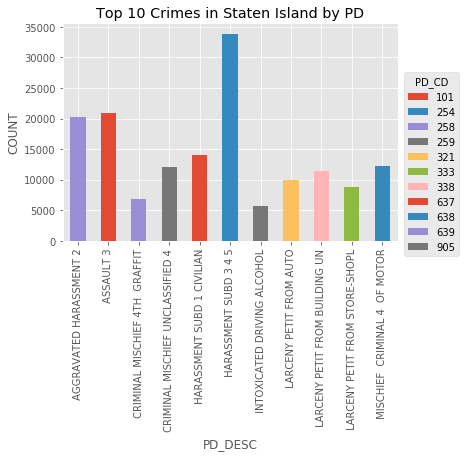 Top 10 Crimes in Staten Island by PD
COUNT
35000
30000
25000
20000
15000
10000
5000
0
AGGRAVATED HARASSMENT 2
ASSAULT 3
CRIMINAL MISCHIEF 4TH  GRAFFIT
CRIMINAL MISCHIEF UNCLASSIFIED 4
HARASSMENT SUBD 1 CIVILIAN
HARASSMENT SUBD 3 4 5
INTOXICATED DRIVING ALCOHOL
LARCENY PETIT FROM AUTO
LARCENY PETIT FROM BUILDING UN
LARCENY PETIT FROM STORE-SHOPL
MISCHIEF  CRIMINAL 4  OF MOTOR
PD_DESC
PD_CD
101
254
258
259
321
333
338
637
638
639
905